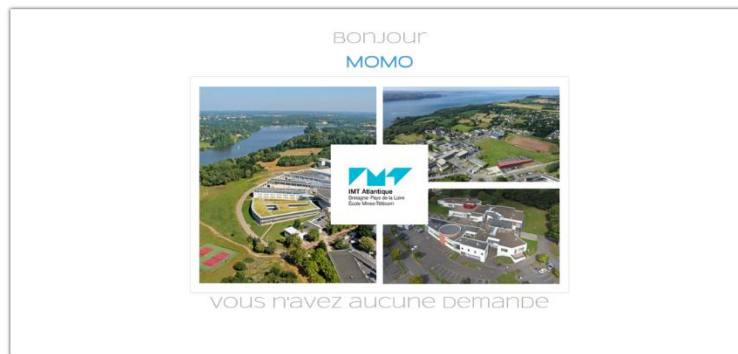 Bonjour
MOMO
IMT Atlantique
Bretagne-Pays de la Loire
École Mines-Télécom
vous n'avez aucune demande